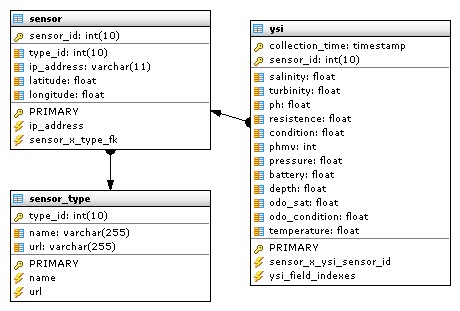 sensor
sensor_id: int(10)
type_id: int(10)
ip_address: varchar(11)
latitude: float
longitude: float
PRIMARY
ip_address
sensor_x_type_fk
sensor_type
type_id: int(10)
name: varchar(255)
url: varchar(255)
PRIMARY
name
url
ysi
collection_time: timestamp
sensor_id: int(10)
salinity: float
turbinity: float
ph: float
resistence: float
condition: float
phmv: int
pressure: float
battery: float
depth: float
odo_sat: float
odo_condition: float
temperature: float
PRIMARY
sensor_x_ysi_sensor_id
ysi_field_indexes